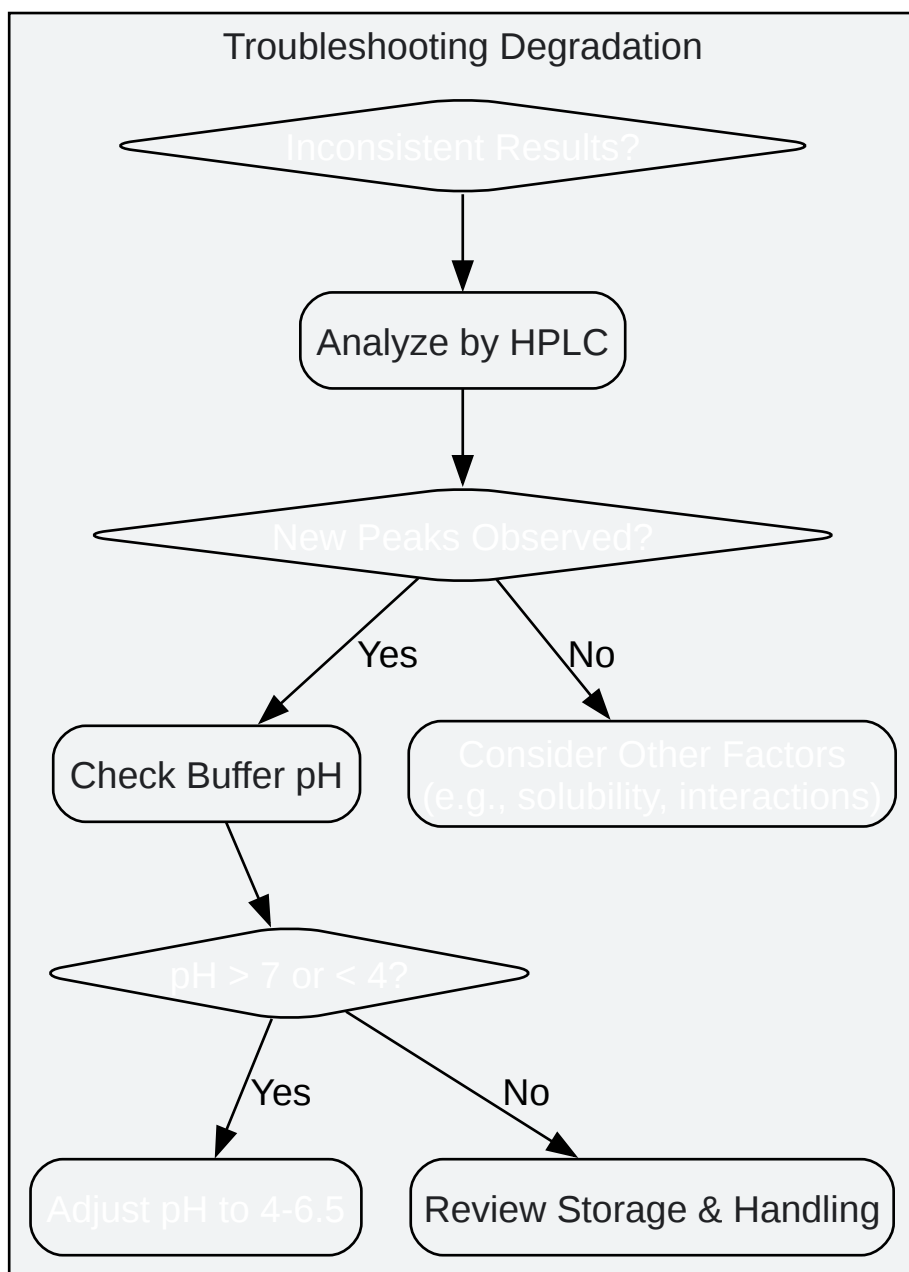 Troubleshooting Degradation
Inconsistent Results?
Analyze by HPLC
New Peaks Observed?
Yes
No
Check Buffer pH
Consider Other Factors
(e.g., solubility, interactions)
pH > 7 or < 4?
Yes
No
Adjust pH to 4-6.5
Review Storage & Handling